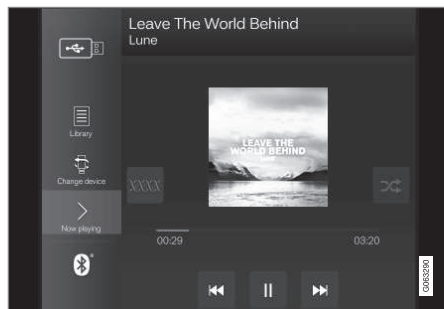 Leave The World Behind
Lune
Library
Change device
Now playing
LEAVE THE
WORLD BEHIND
LUNE
XXXX
00:29
03:20
G063290